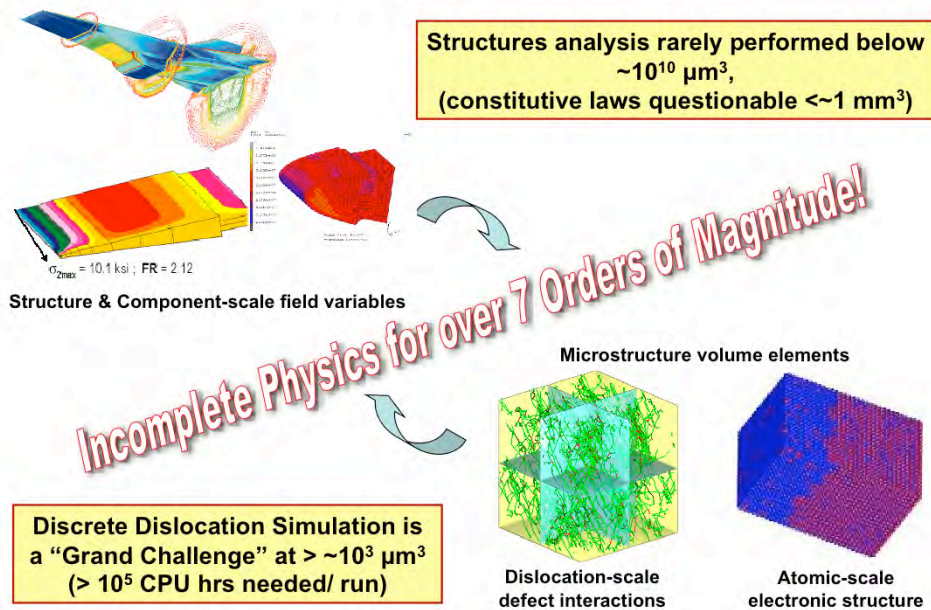 Structures analysis rarely performed below
~10¹⁰ µm³,
(constitutive laws questionable <~1 mm³)
σ₂ₘₐₓ = 10.1 ksi ; FR = 2.12
Structure & Component-scale field variables
Incomplete Physics for over 7 Orders of Magnitude!
Microstructure volume elements
Discrete Dislocation Simulation is
a “Grand Challenge” at > ~10³ µm³
(> 10⁵ CPU hrs needed/ run)
Dislocation-scale
defect interactions
Atomic-scale
electronic structure